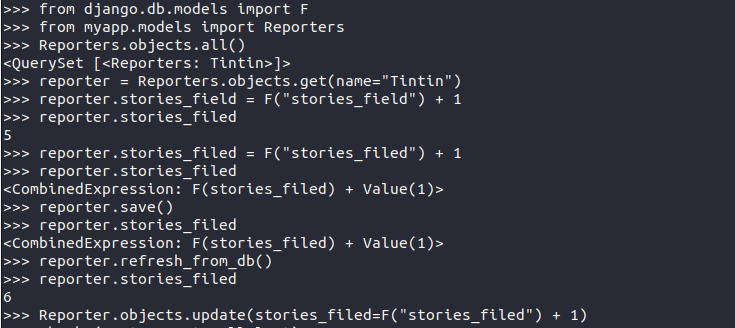 >>> from django.db.models import F
>>> from myapp.models import Reporters
>>> Reporters.objects.all()
<QuerySet [<Reporters: Tintin>]>
>>> reporter = Reporters.objects.get(name="Tintin")
>>> reporter.stories_field = F("stories_field") + 1
>>> reporter.stories_filed
5
>>> reporter.stories_filed = F("stories_filed") + 1
>>> reporter.stories_filed
<CombinedExpression: F(stories_filed) + Value(1)>
>>> reporter.save()
>>> reporter.stories_filed
<CombinedExpression: F(stories_filed) + Value(1)>
>>> reporter.refresh_from_db()
>>> reporter.stories_filed
6
>>> Reporter.objects.update(stories_filed=F("stories_filed") + 1)